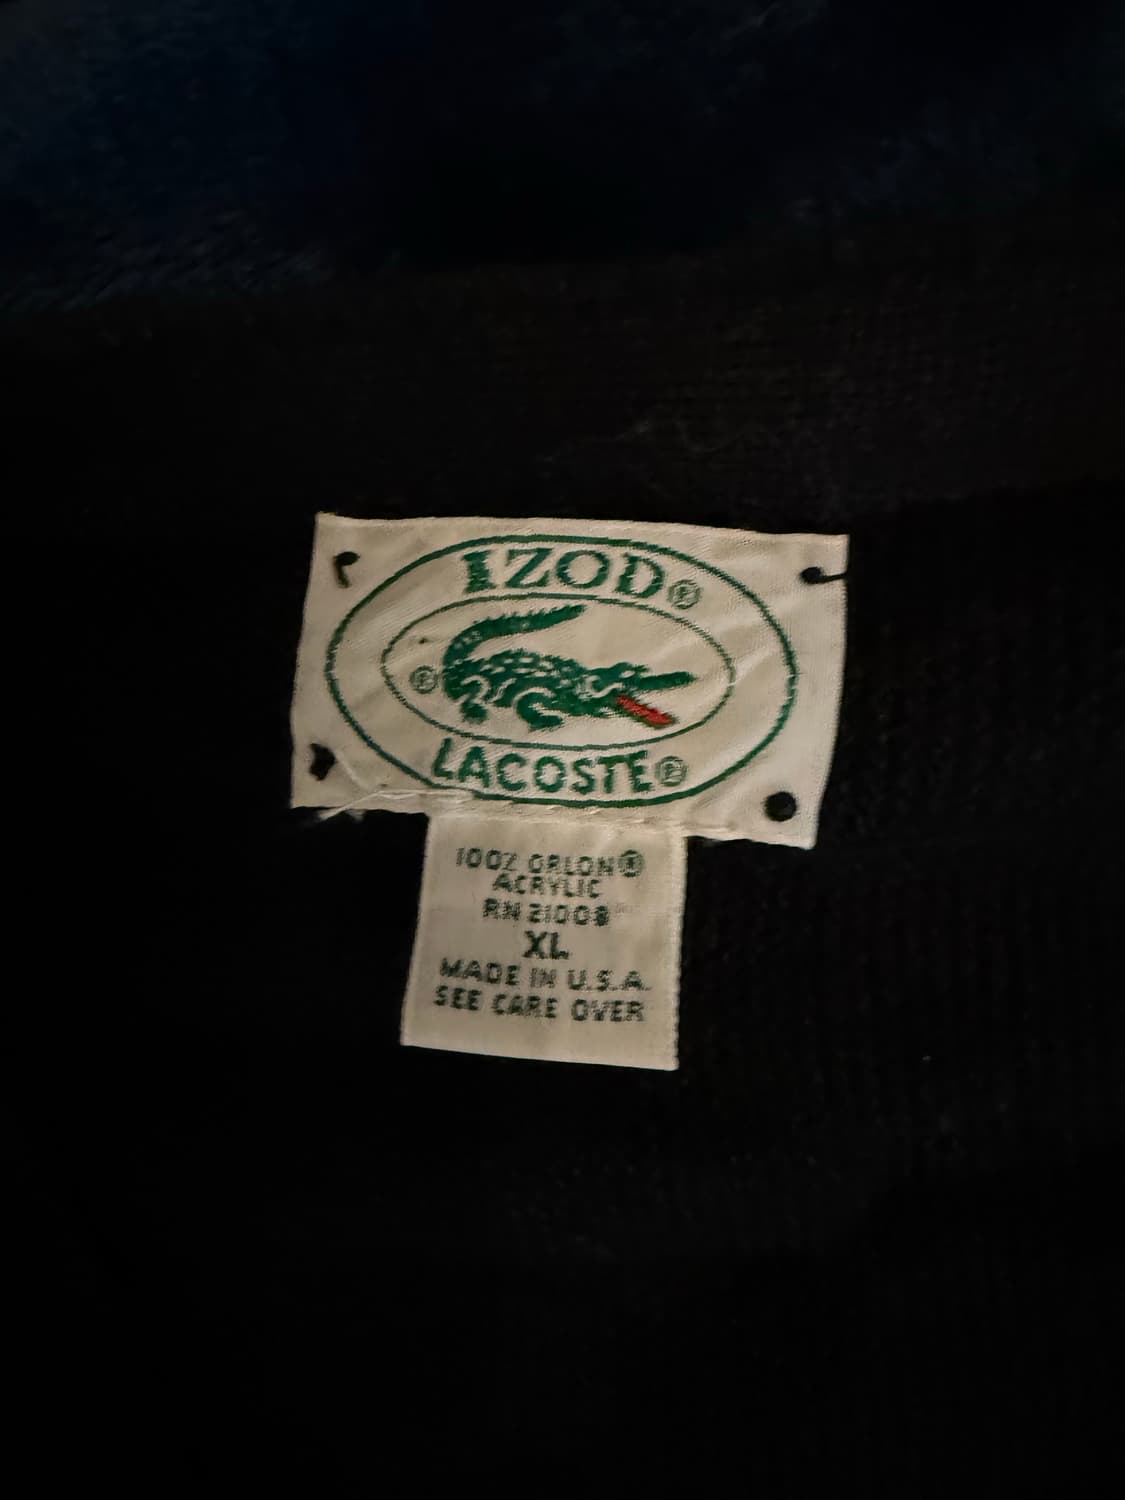 IZOD®
®
LACOSTE®
100% ORLON®
ACRYLIC
RN 21008
XL
MADE IN U.S.A.
SEE CARE OVER